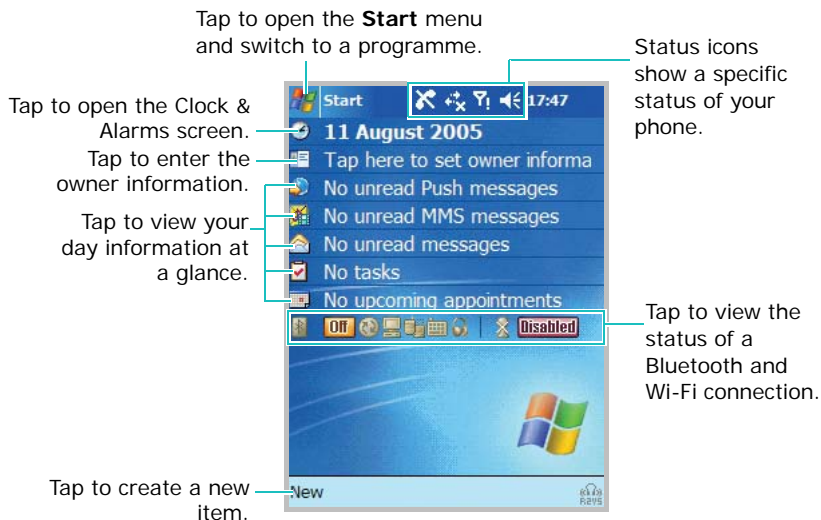 Tap to open the Start menu
and switch to a programme.
Status icons
show a specific
status of your
phone.
Start
17:47
Tap to open the Clock &
Alarms screen.
11 August 2005
Tap to enter the
owner information.
Tap here to set owner informa
Tap to view your
day information at
a glance.
No unread Push messages
No unread MMS messages
No unread messages
No tasks
No upcoming appointments
Off
Disabled
Tap to view the
status of a
Bluetooth and
Wi-Fi connection.
Tap to create a new
item.
New